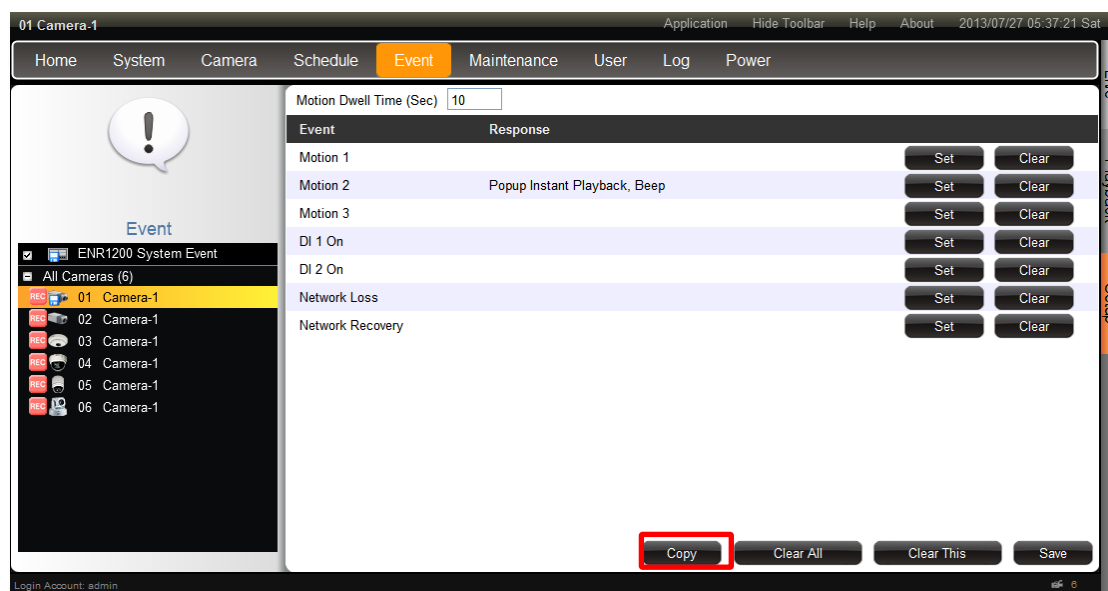 01 Camera-1 Application Hide Toolbar Help About 2013/07/27 05:37:21 Sat
Home System Camera Schedule Event Maintenance User Log Power
Motion Dwell Time (Sec) 10
Event Response
Motion 1 Set Clear
Motion 2 Popup Instant Playback, Beep Set Clear
Motion 3 Set Clear
DI 1 On Set Clear
DI 2 On Set Clear
Network Loss Set Clear
Network Recovery Set Clear
Event
ENR1200 System Event
All Cameras (6)
REC 01 Camera-1
REC 02 Camera-1
REC 03 Camera-1
REC 04 Camera-1
REC 05 Camera-1
REC 06 Camera-1
Copy Clear All Clear This Save
Login Account: admin 6